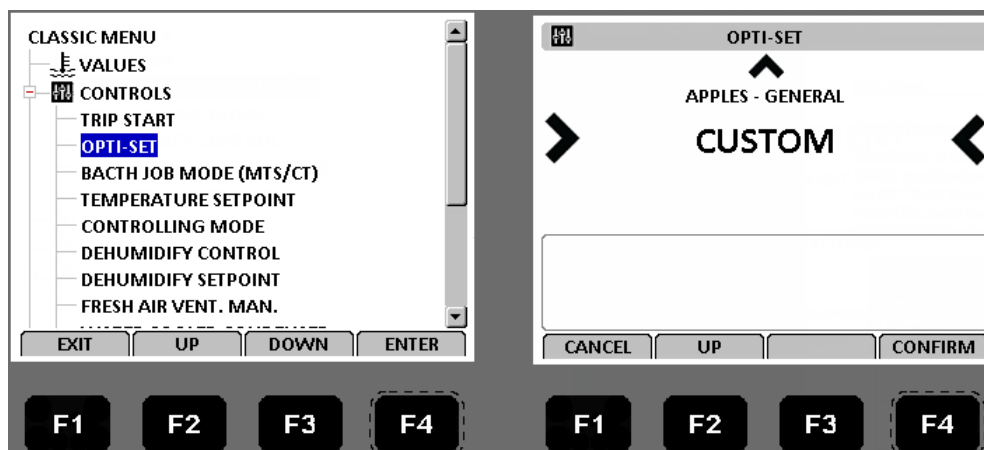 CLASSIC MENU
VALUES
CONTROLS
TRIP START
OPTI-SET
BACTH JOB MODE (MTS/CT)
TEMPERATURE SETPOINT
CONTROLLING MODE
DEHUMIDIFY CONTROL
DEHUMIDIFY SETPOINT
FRESH AIR VENT. MAN.
EXIT UP DOWN ENTER
F1 F2 F3 F4
OPTI-SET
APPLES - GENERAL
CUSTOM
CANCEL UP CONFIRM
F1 F2 F3 F4